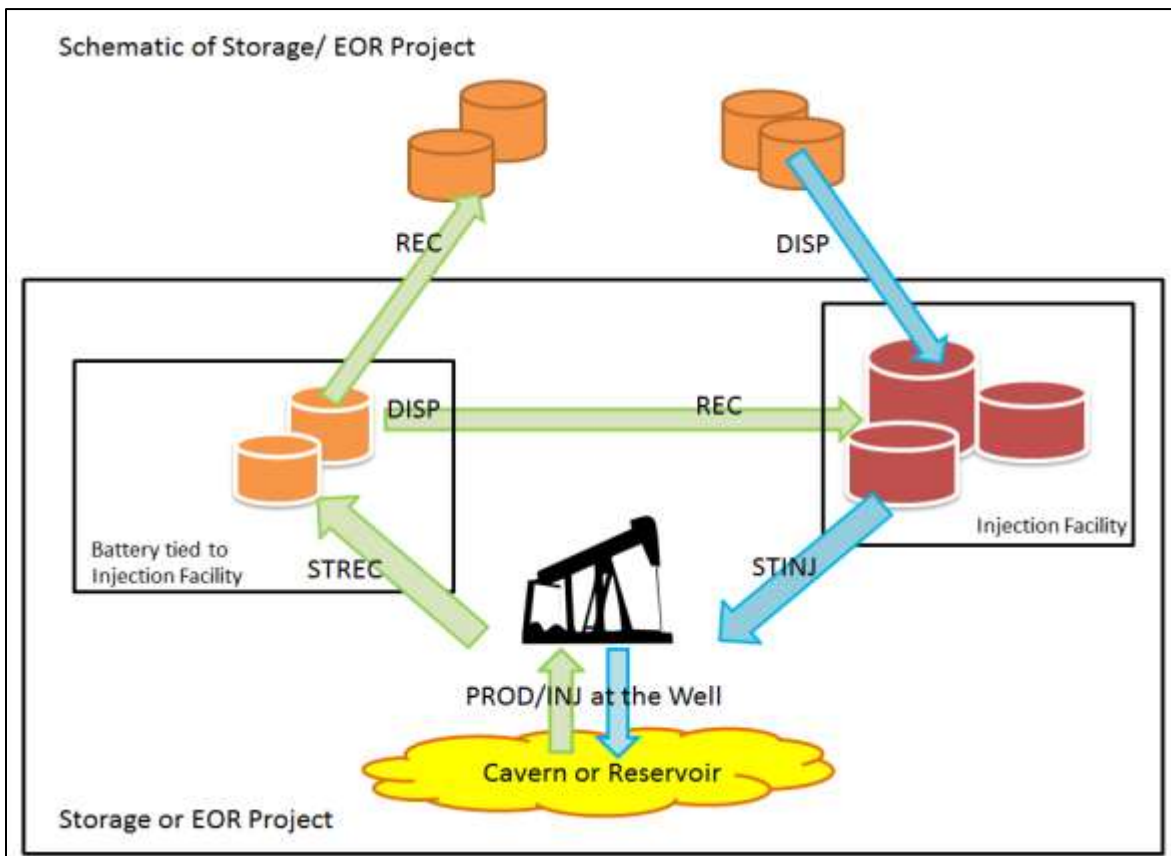 Schematic of Storage/ EOR Project
REC
DISP
DISP
REC
Injection Facility
Battery tied to
Injection Facility
STREC
STINJ
PROD/INJ at the Well
Cavern or Reservoir
Storage or EOR Project